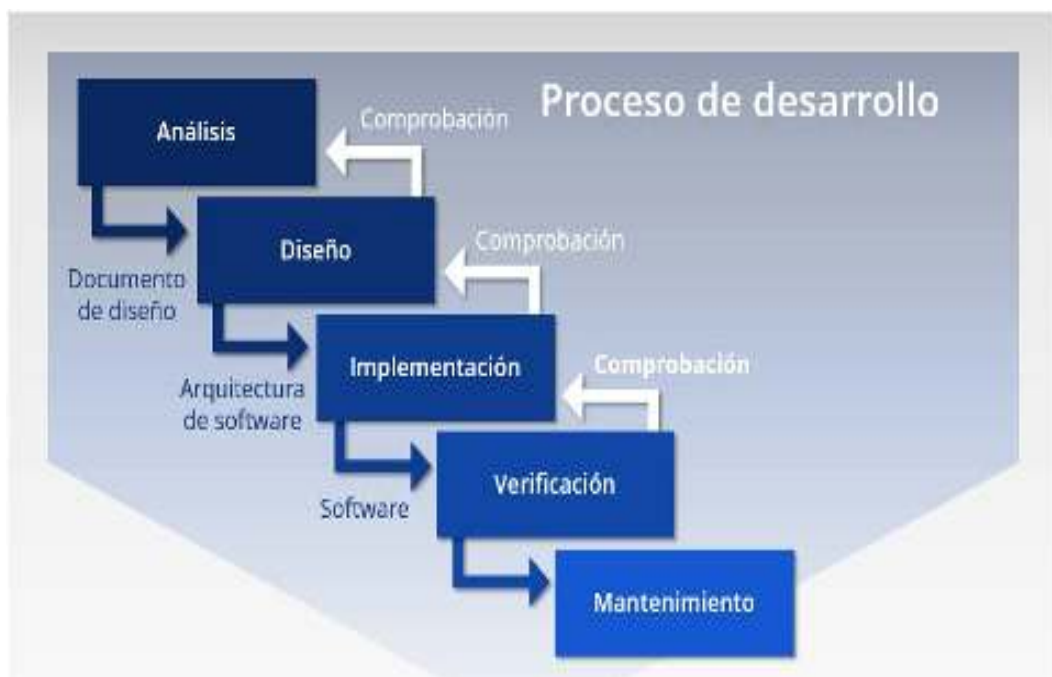 Proceso de desarrollo
Análisis
Comprobación
Diseño
Documento
de diseño
Comprobación
Implementación
Arquitectura
de software
Comprobación
Verificación
Software
Mantenimiento